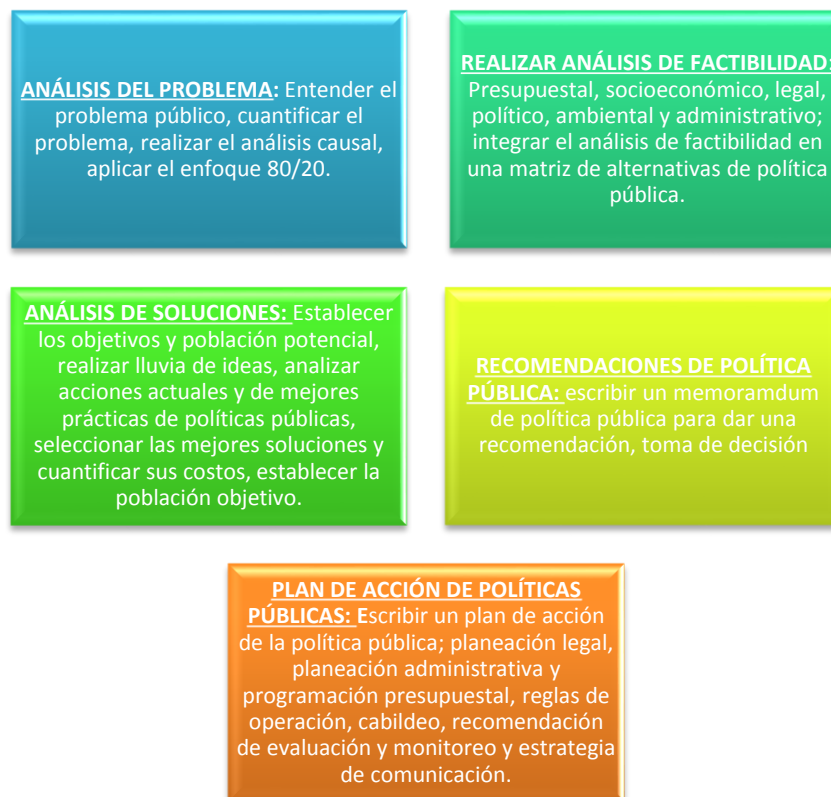 ANÁLISIS DEL PROBLEMA: Entender el
problema público, cuantificar el
problema, realizar el análisis causal,
aplicar el enfoque 80/20.
REALIZAR ANÁLISIS DE FACTIBILIDAD:
Presupuestal, socioeconómico, legal,
político, ambiental y administrativo;
integrar el análisis de factibilidad en
una matriz de alternativas de política
pública.
ANÁLISIS DE SOLUCIONES: Establecer
los objetivos y población potencial,
realizar lluvia de ideas, analizar
acciones actuales y de mejores
prácticas de políticas públicas,
seleccionar las mejores soluciones y
cuantificar sus costos, establecer la
población objetivo.
RECOMENDACIONES DE POLÍTICA
PÚBLICA: escribir un memoramdum
de política pública para dar una
recomendación, toma de decisión
PLAN DE ACCIÓN DE POLÍTICAS
PÚBLICAS: Escribir un plan de acción
de la política pública; planeación legal,
planeación administrativa y
programación presupuestal, reglas de
operación, cabildeo, recomendación
de evaluación y monitoreo y estrategia
de comunicación.